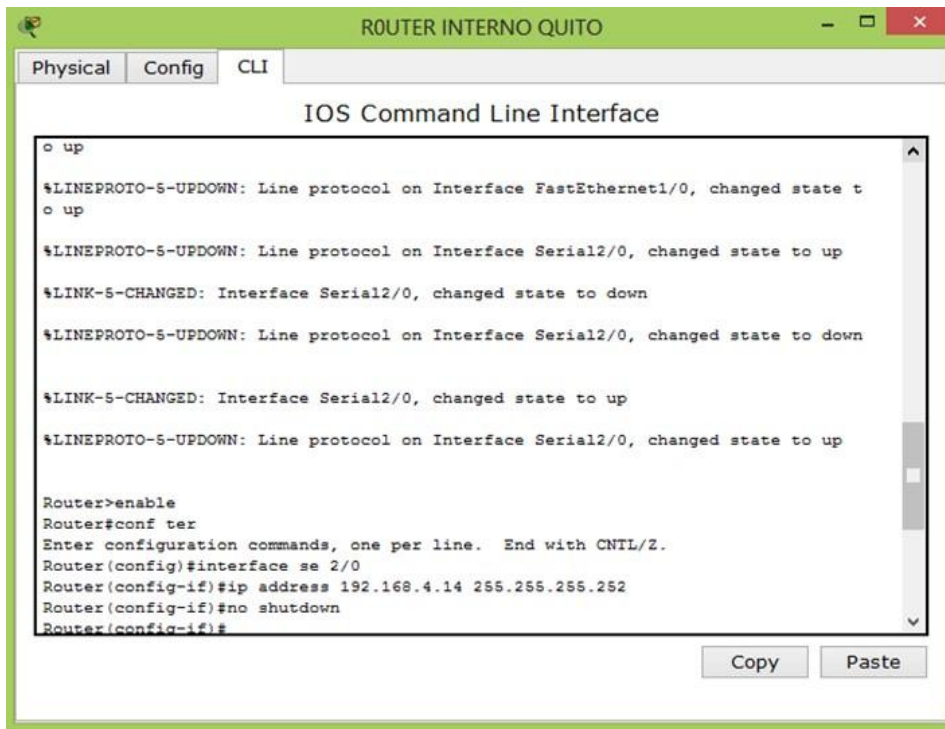 R0UTER INTERNO QUITO
Physical Config CLI
IOS Command Line Interface
o up
%LINEPROTO-5-UPDOWN: Line protocol on Interface FastEthernet1/0, changed state t
o up
%LINEPROTO-5-UPDOWN: Line protocol on Interface Serial2/0, changed state to up
%LINK-5-CHANGED: Interface Serial2/0, changed state to down
%LINEPROTO-5-UPDOWN: Line protocol on Interface Serial2/0, changed state to down
%LINK-5-CHANGED: Interface Serial2/0, changed state to up
%LINEPROTO-5-UPDOWN: Line protocol on Interface Serial2/0, changed state to up
Router>enable
Router#conf ter
Enter configuration commands, one per line.  End with CNTL/Z.
Router(config)#interface se 2/0
Router(config-if)#ip address 192.168.4.14 255.255.255.252
Router(config-if)#no shutdown
Router(config-if)#
Copy Paste